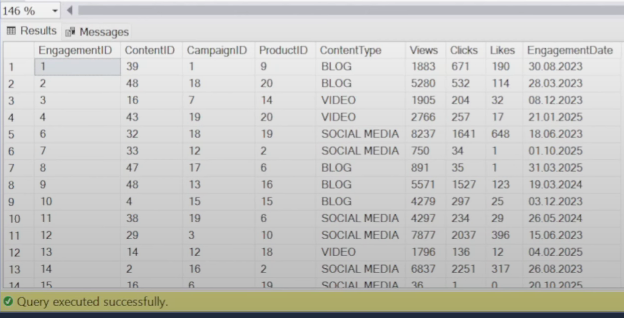 146 %
Results Messages
EngagementID ContentID CampaignID ProductID ContentType Views Clicks Likes EngagementDate
1 1 39 1 9 BLOG 1883 671 190 30.08.2023
2 2 48 18 20 BLOG 5280 532 114 28.03.2023
3 3 16 7 14 VIDEO 1905 204 32 08.12.2023
4 4 43 19 20 VIDEO 2766 257 17 21.01.2025
5 6 32 18 19 SOCIAL MEDIA 8237 1641 648 18.06.2023
6 7 33 12 2 SOCIAL MEDIA 750 34 1 01.10.2025
7 8 47 17 6 BLOG 891 35 1 31.03.2025
8 9 48 13 16 BLOG 5571 1527 123 19.03.2024
9 10 4 15 15 BLOG 4279 297 25 03.12.2023
10 11 38 19 6 SOCIAL MEDIA 4297 234 29 26.05.2024
11 12 29 3 10 SOCIAL MEDIA 7877 2037 396 15.06.2023
12 13 14 12 18 VIDEO 1796 136 12 04.02.2025
13 14 2 16 2 SOCIAL MEDIA 6837 2251 317 26.08.2023
14 15 16 6 19 SOCIAL MEDIA 36 1 0 20.10.2025
Query executed successfully.